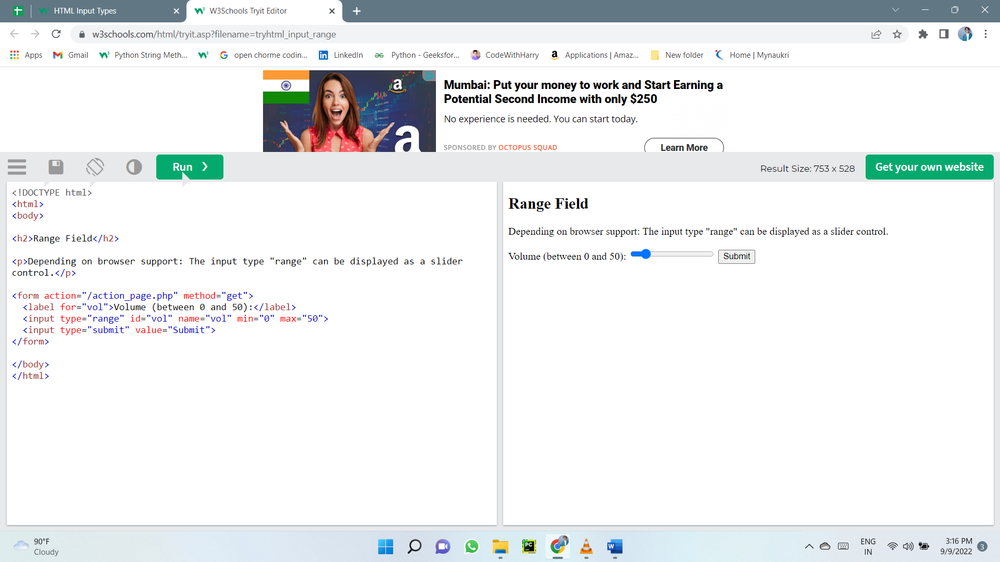 HTML Input Types
W3Schools Tryit Editor
w3schools.com/html/tryit.asp?filename=tryhtml_input_range
Apps
Gmail
Python String Meth...
open chorme codin...
LinkedIn
Python - Geeksfor...
CodeWithHarry
Applications | Amaz...
New folder
Home | Mynaukri
Mumbai: Put your money to work and Start Earning a
Potential Second Income with only $250
No experience is needed. You can start today.
SPONSORED BY OCTOPUS SQUAD
Learn More
Run ❯
Result Size: 753 x 528
Get your own website
<!DOCTYPE html>
<html>
<body>
<h2>Range Field</h2>
<p>Depending on browser support: The input type "range" can be displayed as a slider
control.</p>
<form action="/action_page.php" method="get">
<label for="vol">Volume (between 0 and 50):</label>
<input type="range" id="vol" name="vol" min="0" max="50">
<input type="submit" value="Submit">
</form>
</body>
</html>
Range Field
Depending on browser support: The input type "range" can be displayed as a slider control.
Volume (between 0 and 50):
Submit
90°F
Cloudy
ENG
IN
3:16 PM
9/9/2022
3